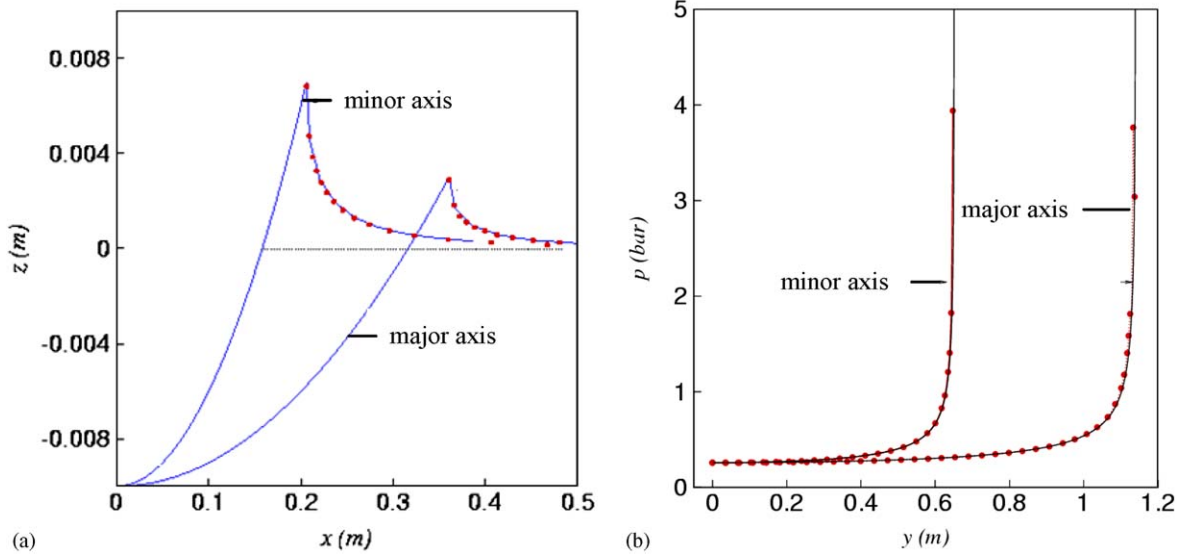 0.008
0.004
0
-0.004
-0.008
z (m)
0
0.1
0.2
0.3
0.4
0.5
x (m)
minor axis
major axis
(a)
5
4
3
2
1
0
p (bar)
0
0.2
0.4
0.6
0.8
1
1.2
y (m)
major axis
minor axis
(b)